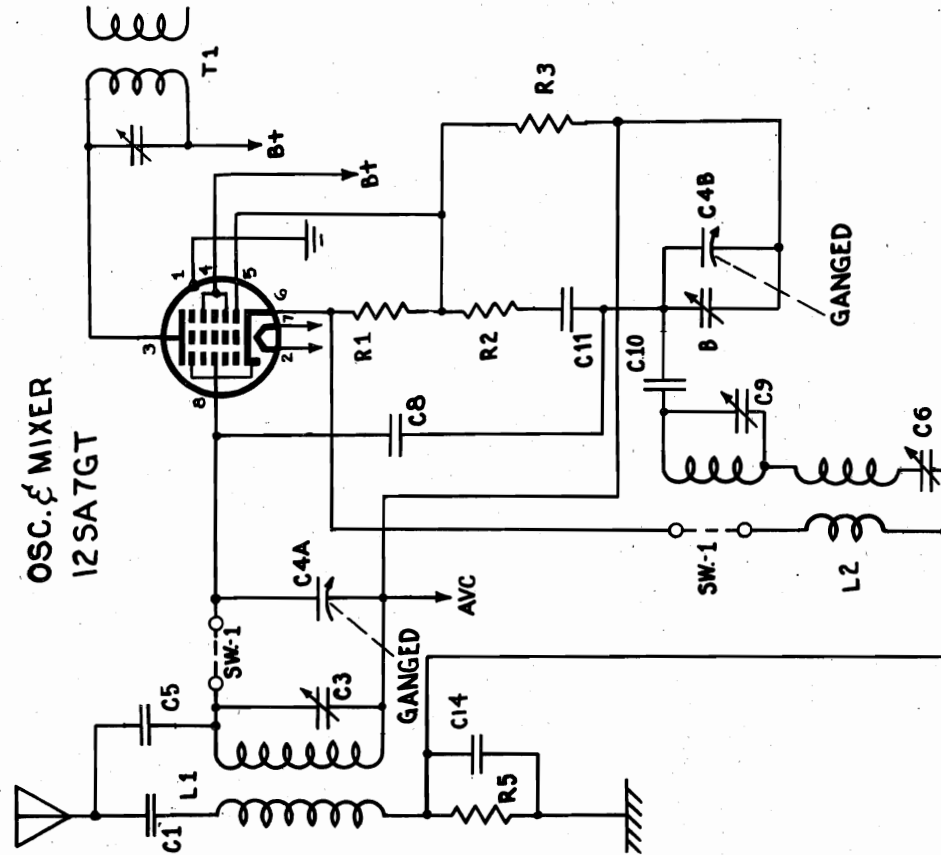 OSC. & MIXER
12SA7GT
T1
B+
B+
R3
1
4
5
3
6
7
2
8
R1
R2
C11
C8
C4B
GANGED
B
C10
C9
C6
SW.-1
L2
C4A
AVC
GANGED
SW.-1
C3
C5
L1
C1
C14
R5